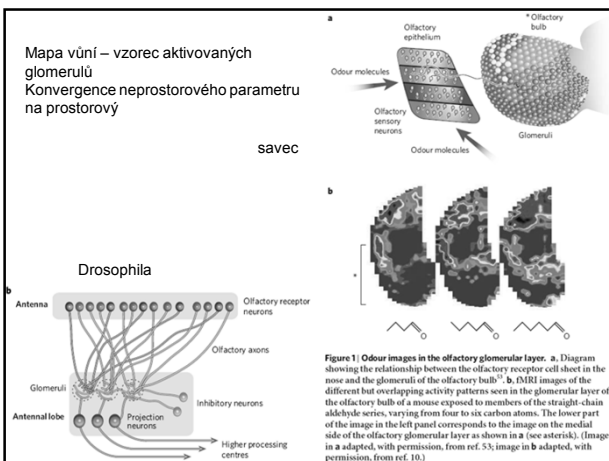 Mapa vůní – vzorec aktivovaných
glomerulů
Konvergence neprostorového parametru
na prostorový
savec
a
Olfactory
epithelium
* Olfactory
bulb
Odour molecules
Olfactory
sensory
neurons
Glomeruli
Odour molecules
b
*
O
O
O
Figure 1 | Odour images in the olfactory glomerular layer. a, Diagram
showing the relationship between the olfactory receptor cell sheet in the
nose and the glomeruli of the olfactory bulb53. b, fMRI images of the
different but overlapping activity patterns seen in the glomerular layer of
the olfactory bulb of a mouse exposed to members of the straight-chain
aldehyde series, varying from four to six carbon atoms. The lower part
of the image in the left panel corresponds to the image on the medial
side of the olfactory glomerular layer as shown in a (see asterisk). (Image
in a adapted, with permission, from ref. 53; image in b adapted, with
permission, from ref. 10.)
Drosophila
b
Antenna
Olfactory receptor
neurons
Olfactory axons
Glomeruli
Inhibitory neurons
Antennal lobe
Projection
neurons
Higher processing
centres